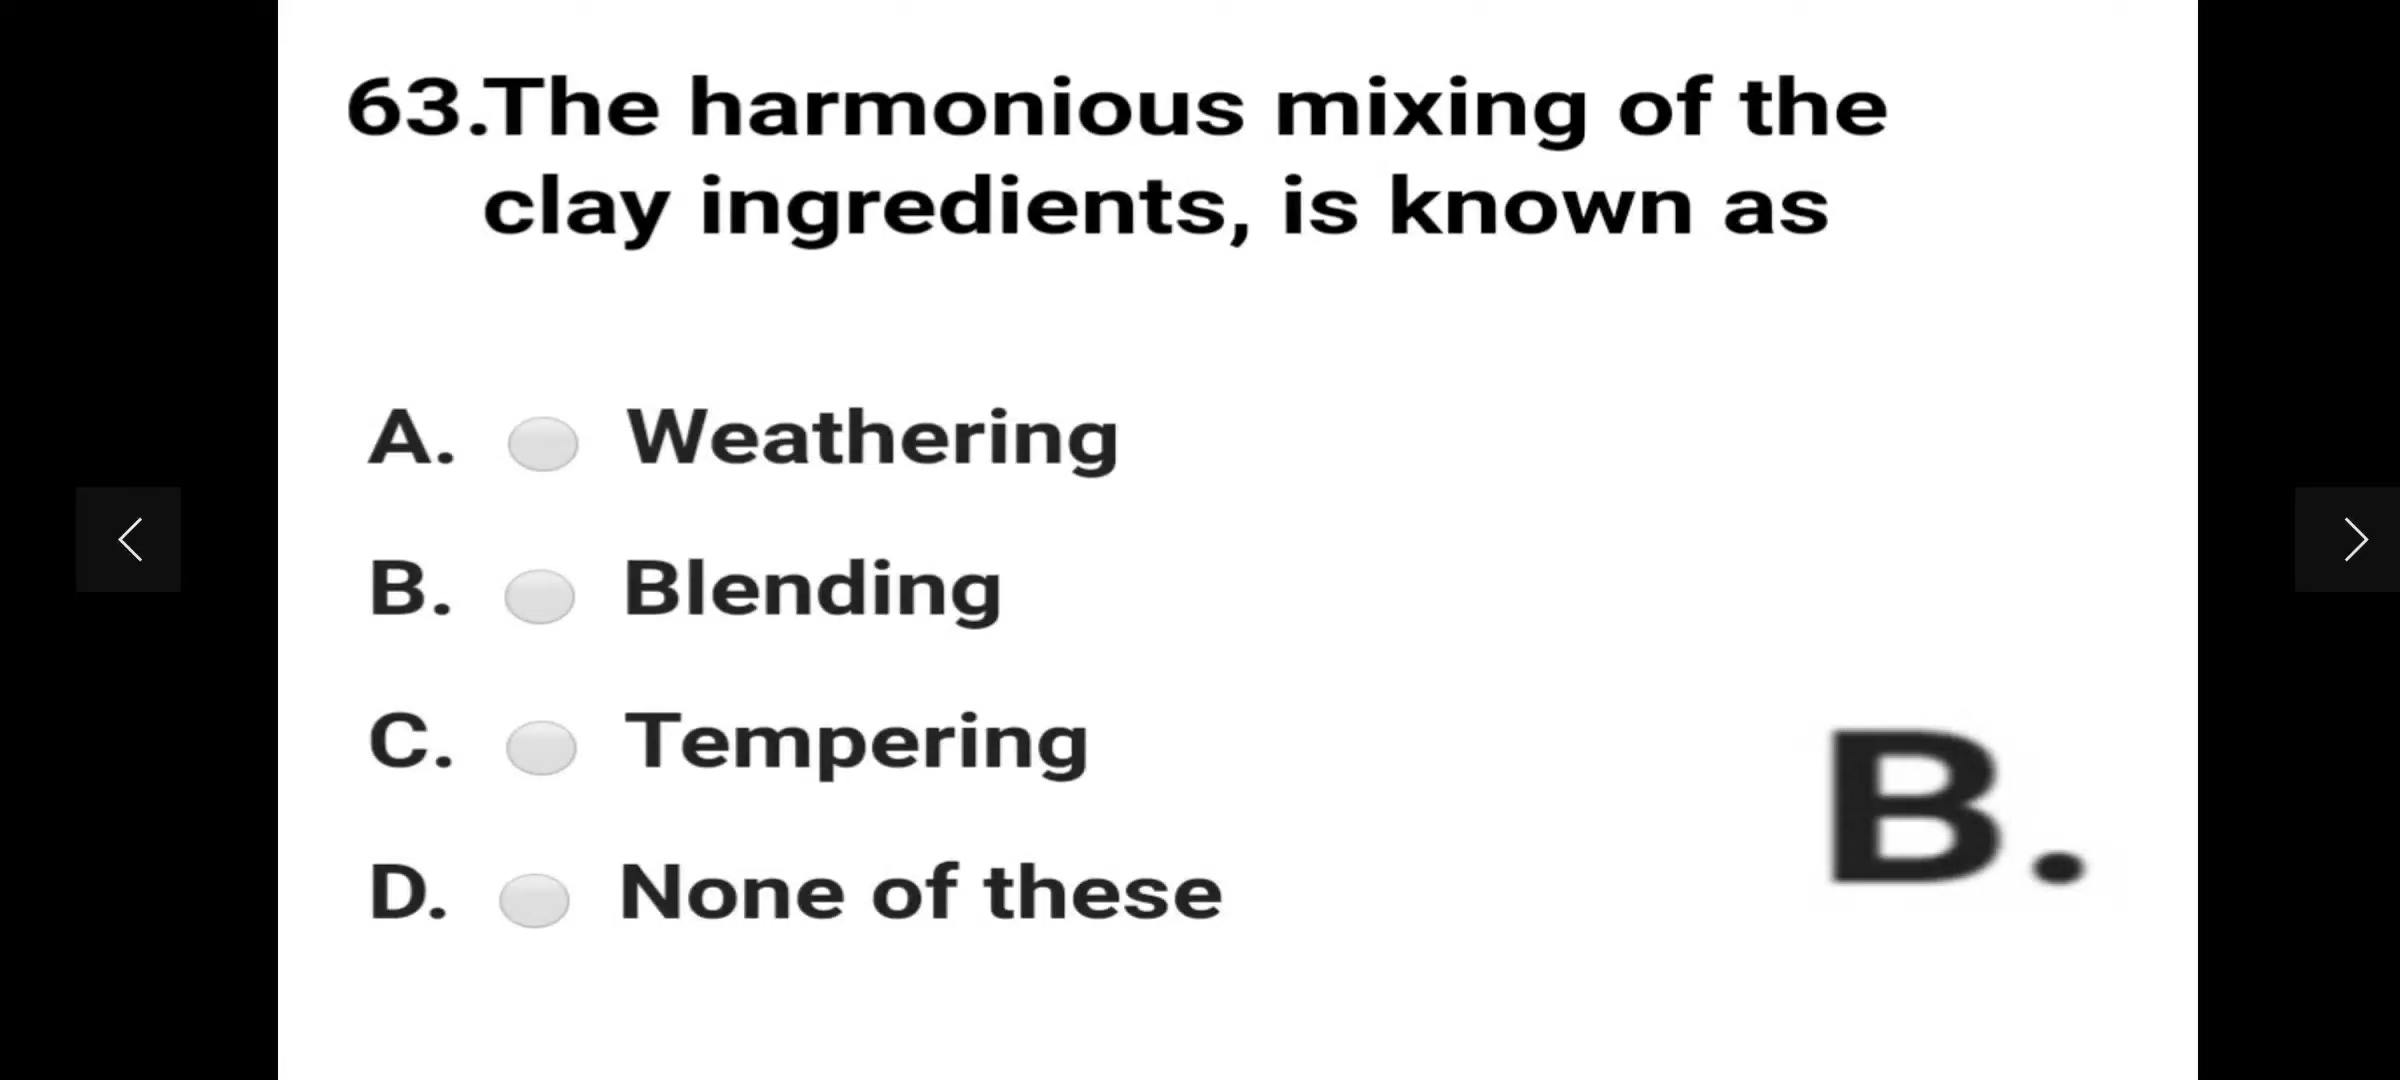 63.The harmonious mixing of the
clay ingredients, is known as
A. Weathering
B. Blending
C. Tempering
D. None of these
B.